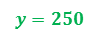 y = 250